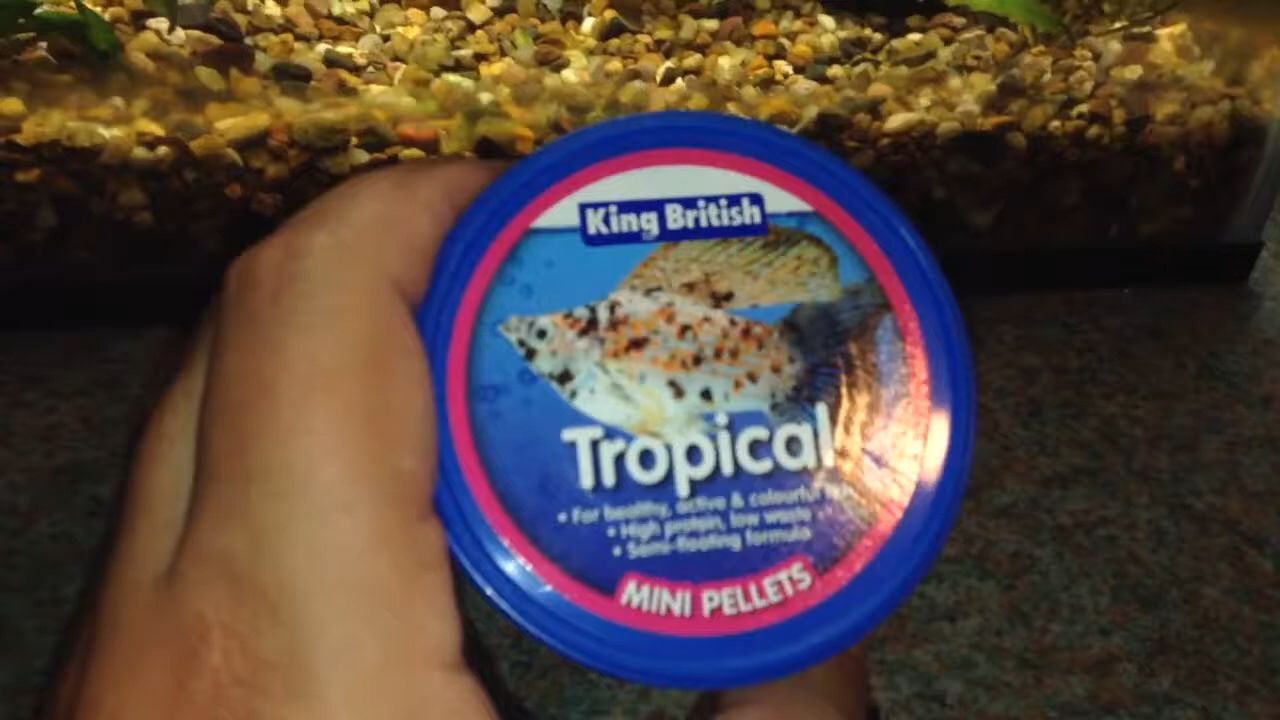 King British
Tropical
• For healthy, active & colourful
• High protein, low waste
• Semi-floating formula
MINI PELLETS